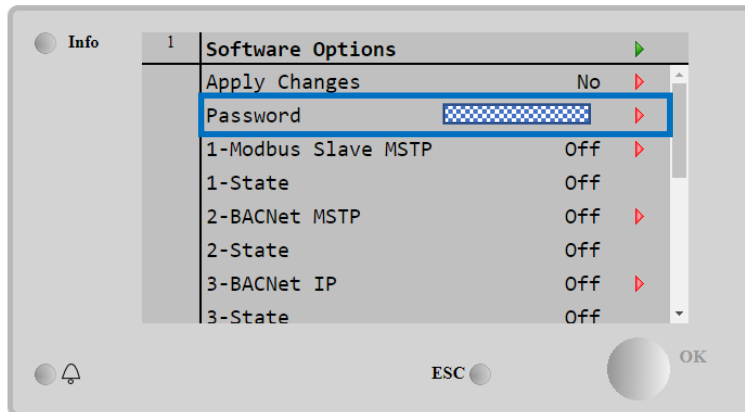 Info
1 Software Options
Apply Changes No
Password
1-Modbus Slave MSTP Off
1-State Off
2-BACNet MSTP Off
2-State Off
3-BACNet IP Off
3-State Off
ESC
OK